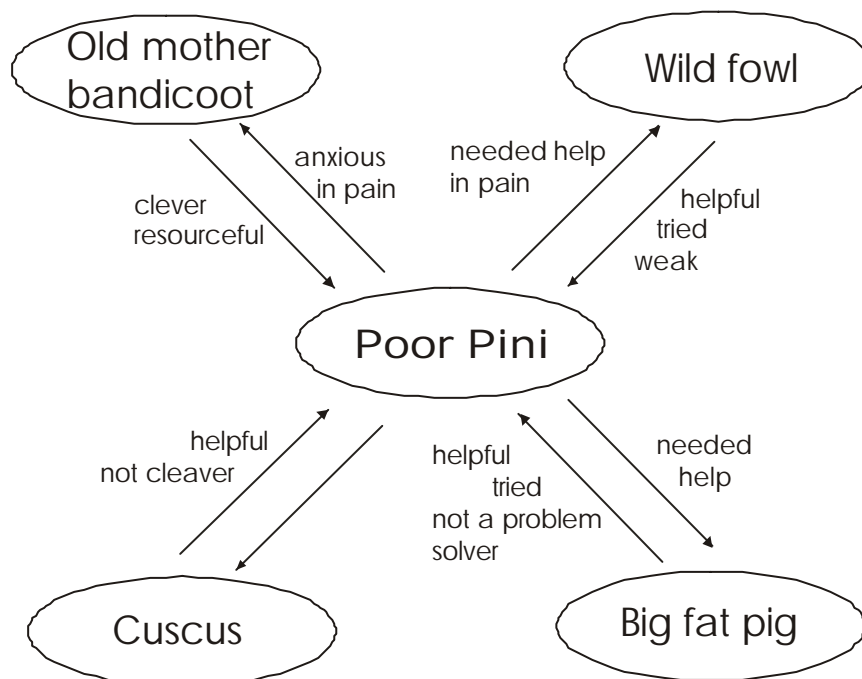 Old mother
bandicoot
Wild fowl
anxious
in pain
needed help
in pain
clever
resourceful
helpful
tried
weak
Poor Pini
helpful
not cleaver
helpful
tried
not a problem
solver
needed
help
Cuscus
Big fat pig